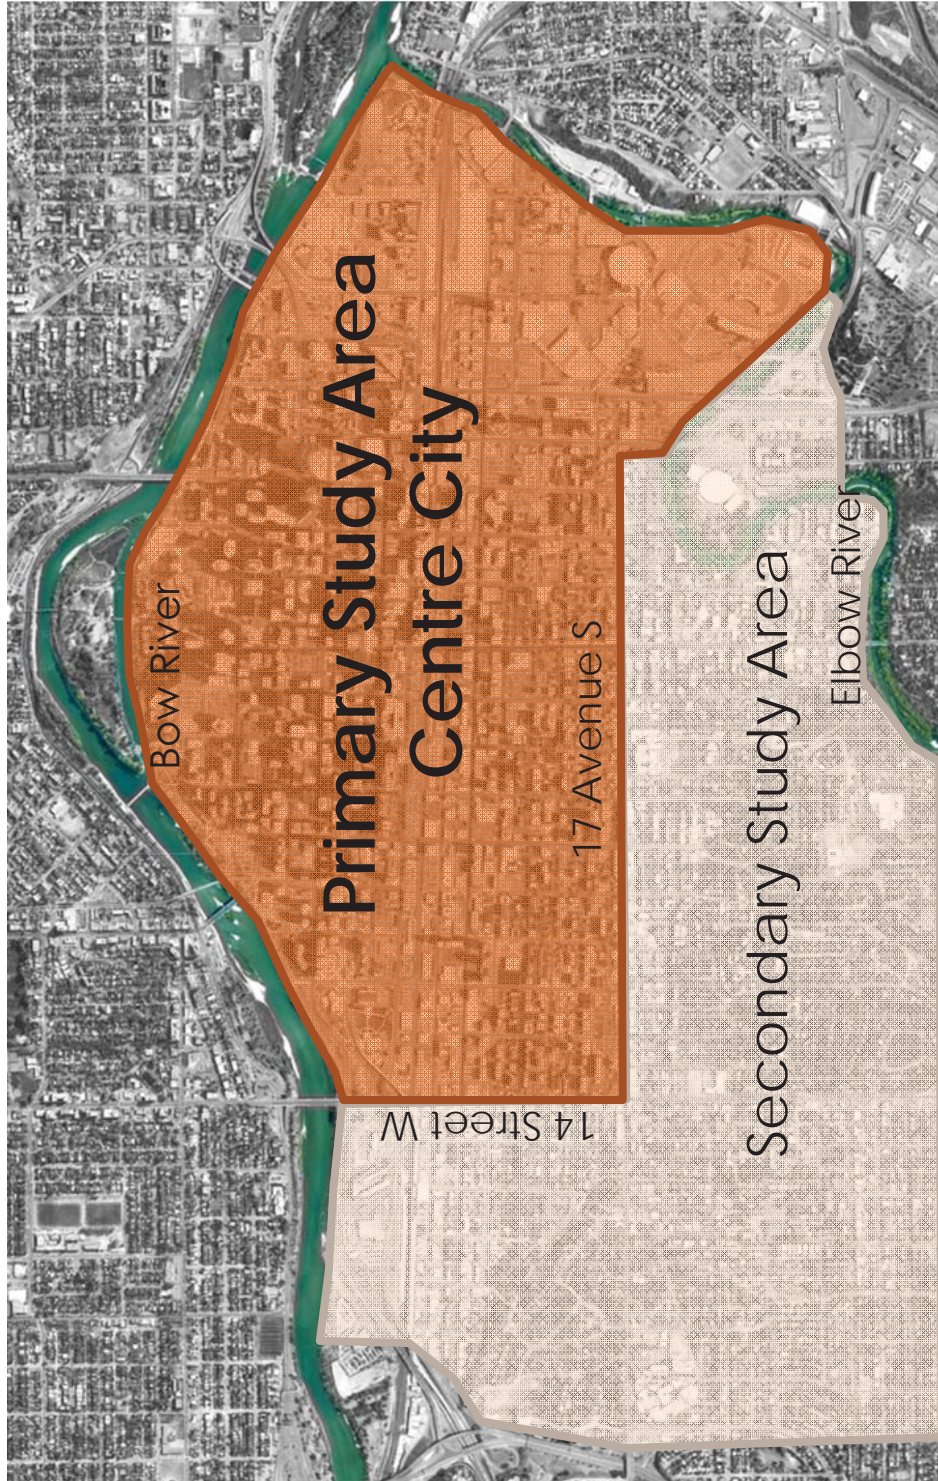 Primary Study Area
Centre City
Bow River
17 Avenue S
14 Street W
Secondary Study Area
Elbow River